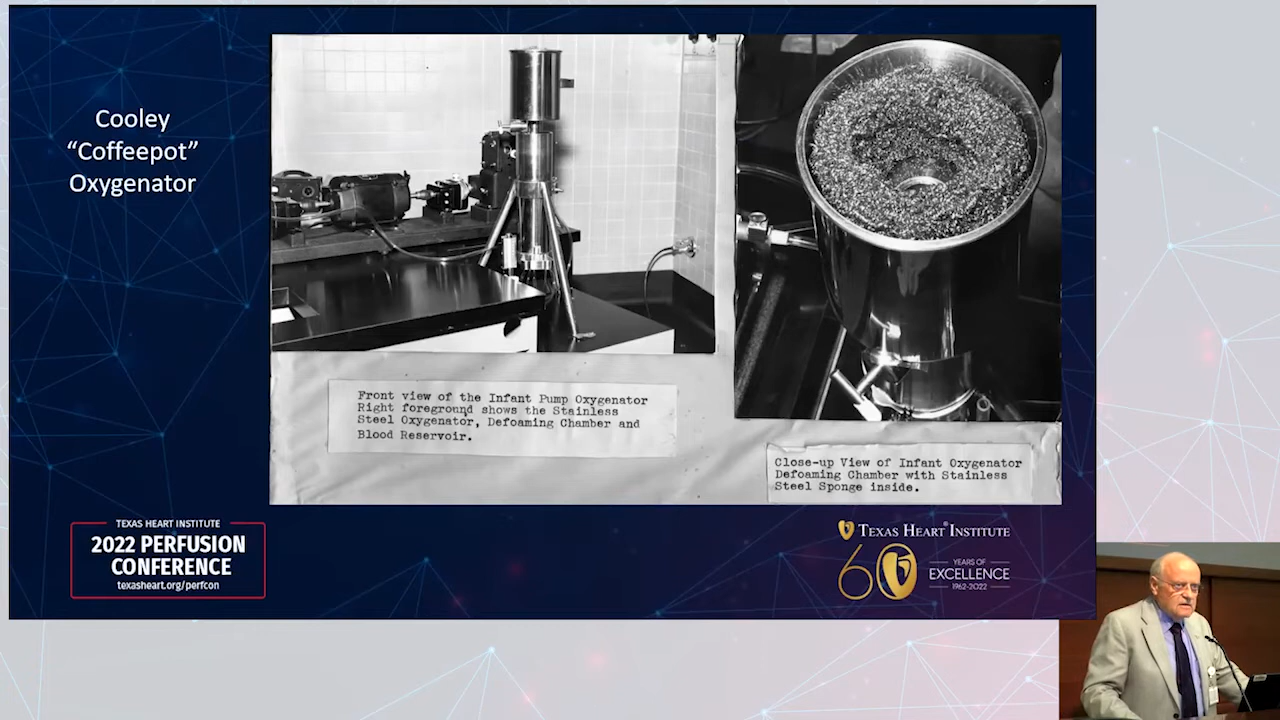 Cooley
“Coffeepot”
Oxygenator
Front view of the Infant Pump Oxygenator
Right foreground shows the Stainless
Steel Oxygenator, Defoaming Chamber and
Blood Reservoir.
Close-up View of Infant Oxygenator
Defoaming Chamber with Stainless
Steel Sponge inside.
TEXAS HEART INSTITUTE
2022 PERFUSION
CONFERENCE
texasheart.org/perfcon
TEXAS HEART® INSTITUTE
60
YEARS OF
EXCELLENCE
1962-2022